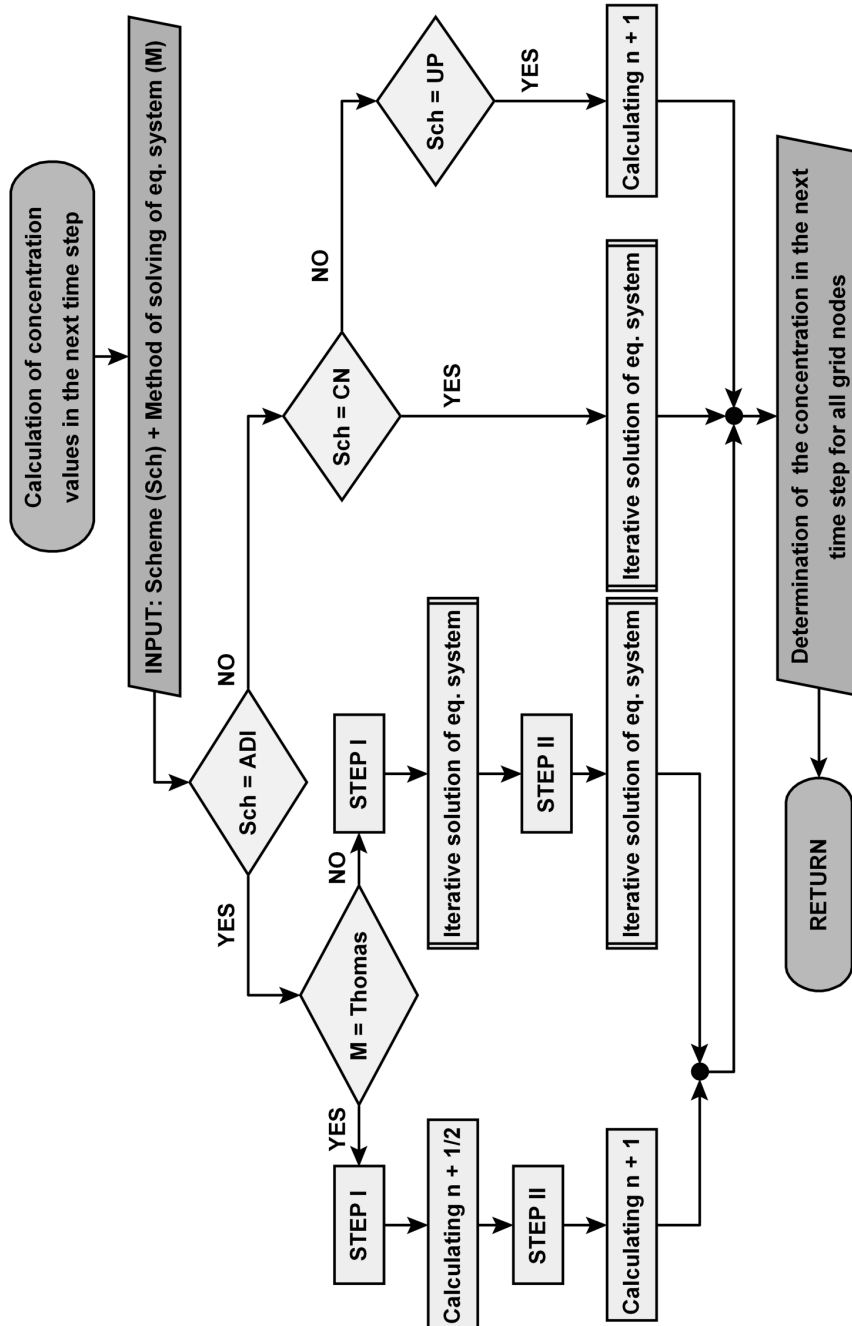 Calculation of concentration
values in the next time step
INPUT: Scheme (Sch) + Method of solving of eq. system (M)
Sch = ADI
YES
NO
M = Thomas
YES
NO
Sch = CN
YES
NO
Sch = UP
YES
STEP I
Calculating n + 1/2
STEP II
Calculating n + 1
STEP I
Iterative solution of eq. system
STEP II
Iterative solution of eq. system
Iterative solution of eq. system
Calculating n + 1
Determination of the concentration in the next
time step for all grid nodes
RETURN